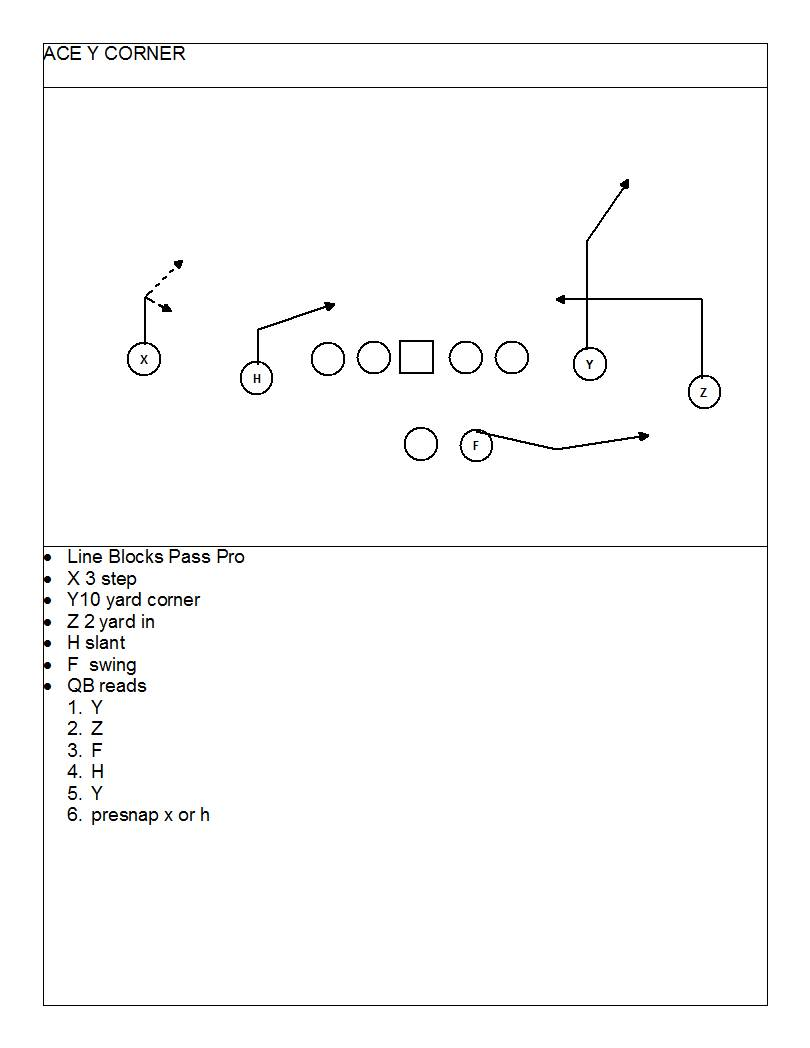 ACE Y CORNER
X
H
Y
Z
F
• Line Blocks Pass Pro
• X 3 step
• Y10 yard corner
• Z 2 yard in
• H slant
• F  swing
• QB reads
1. Y
2. Z
3. F
4. H
5. Y
6. presnap x or h